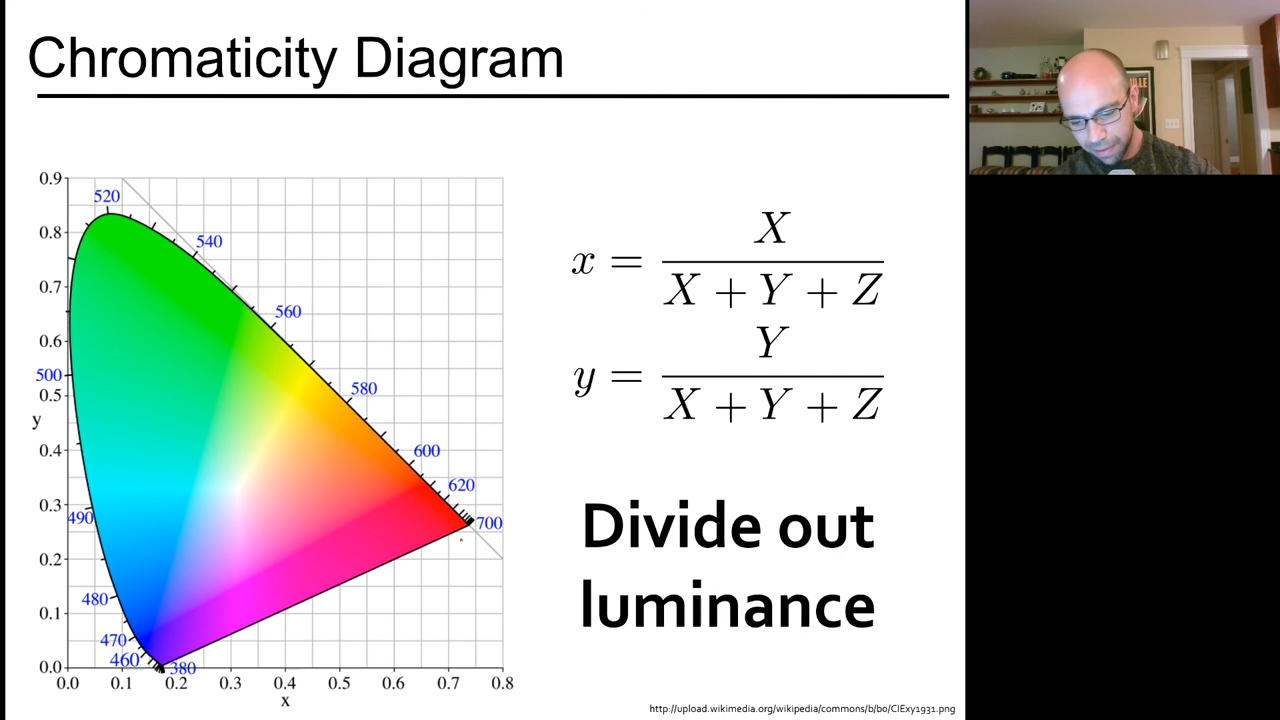 Chromaticity Diagram
0.9
520
0.8
540
0.7
560
0.6
500
580
0.5
y
0.4
600
620
0.3
490
700
0.2
480
0.1
470
460
0.0
380
0.0 0.1 0.2 0.3 0.4 0.5 0.6 0.7 0.8
x
x = X / (X + Y + Z)
y = Y / (X + Y + Z)
Divide out
luminance
http://upload.wikimedia.org/wikipedia/commons/b/b0/CIExy1931.png